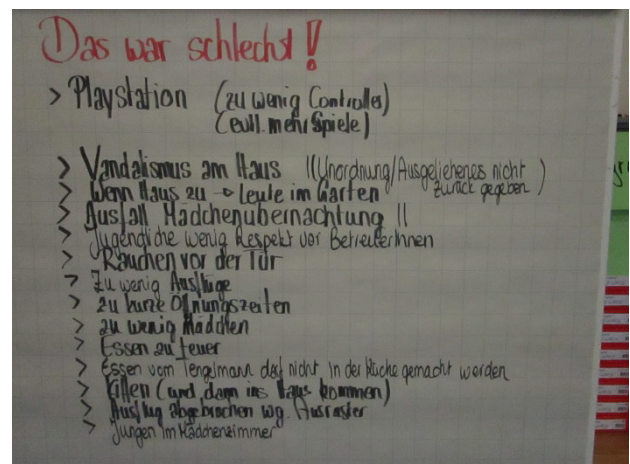 Das war schlecht!
> Playstation (zu wenig Controller)
(evtl. mehr Spiele)
> Vandalismus am Haus || (Unordnung/Ausgeliehenes nicht zurück gegeben)
> Wenn Haus zu → Leute im Garten
> Ausfall Mädchenübernachtung ||
> Jugendliche wenig Respekt vor BetreuterInnen
> Rauchen vor der Tür
> Zu wenig Ausflüge
> zu kurze Öffnungszeiten
> zu wenig Mädchen
> Essen zu teuer
> Essen vom Tengelmann darf nicht in der Küche gemacht werden
> Kiffen (und dann ins Haus kommen)
> Ausflug abgebrochen wg. Ausraster
> Jungen im Mädchenzimmer